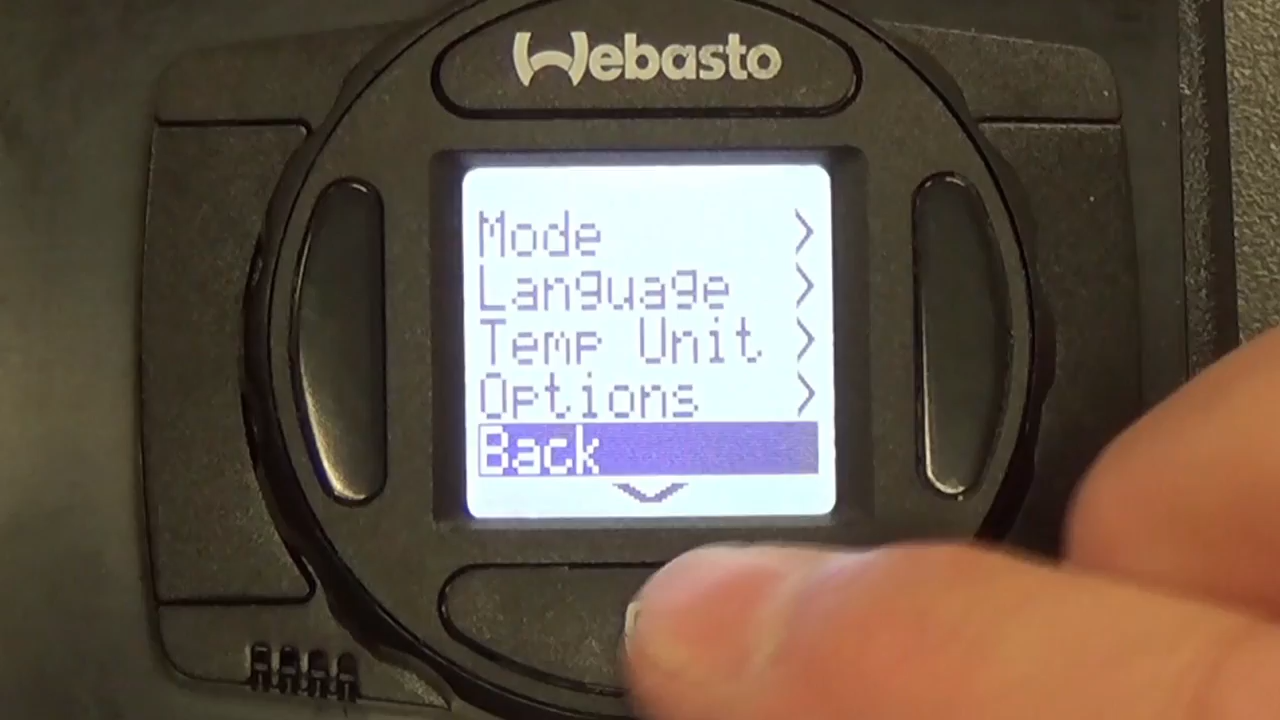 Webasto
Mode >
Language >
Temp Unit >
Options >
Back